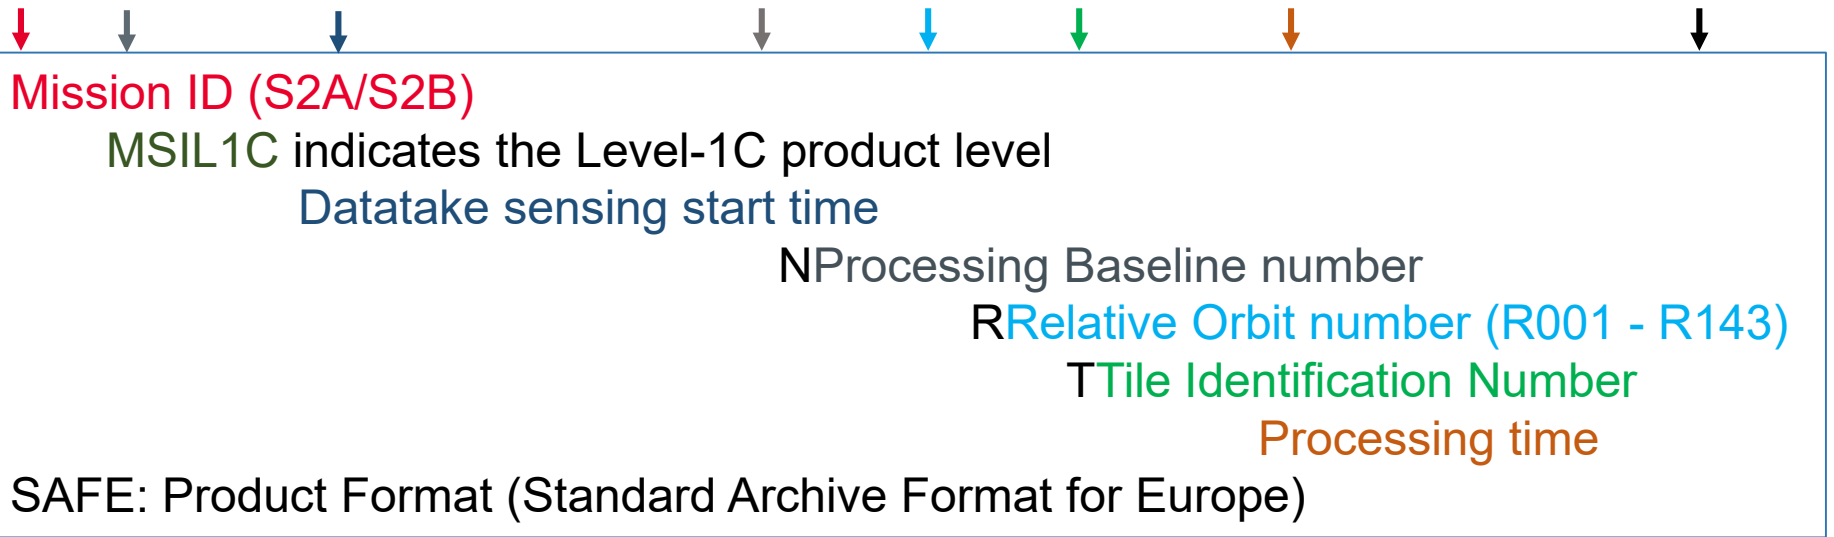 Mission ID (S2A/S2B)
MSIL1C indicates the Level-1C product level
Datatake sensing start time
NProcessing Baseline number
RRelative Orbit number (R001 - R143)
TTile Identification Number
Processing time
SAFE: Product Format (Standard Archive Format for Europe)